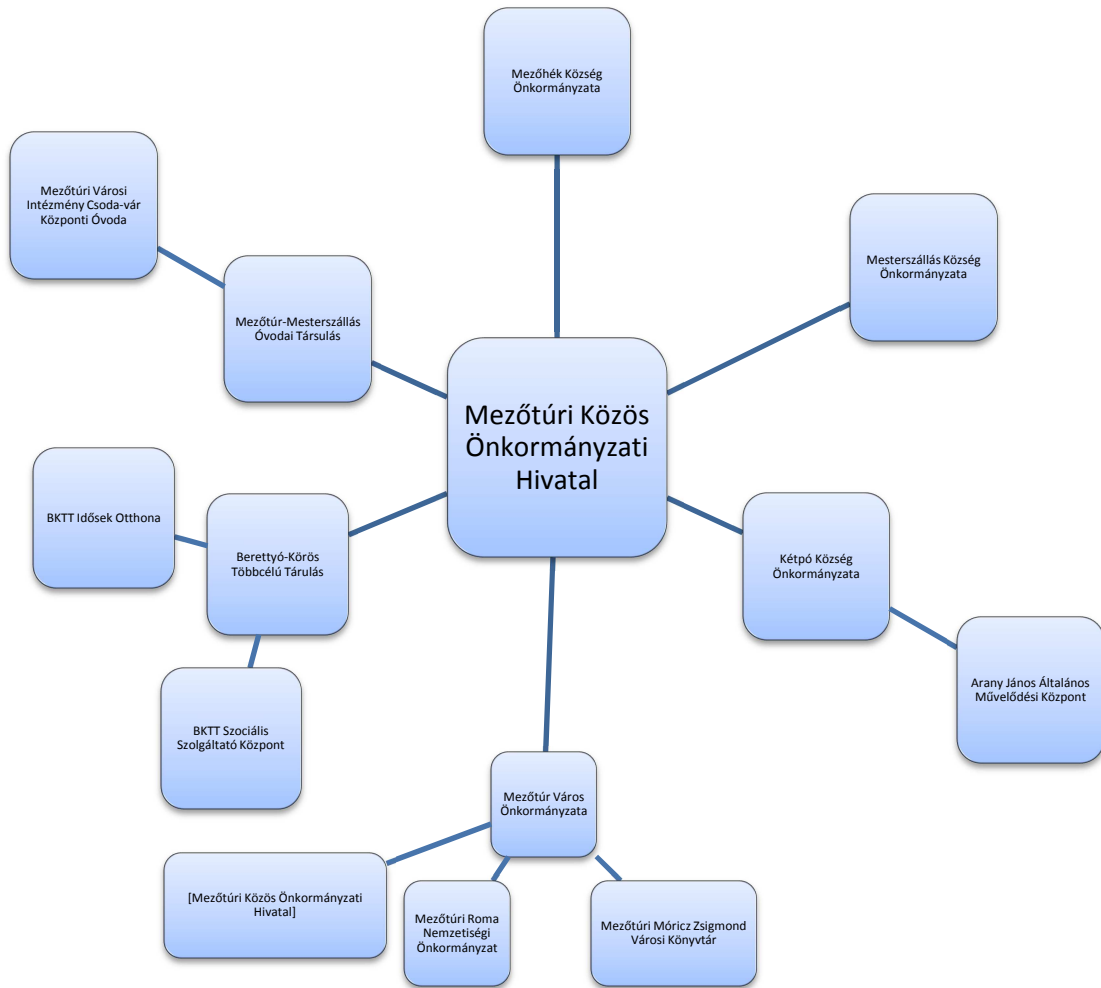 Mezőhék Község
Önkormányzata
Mezőtúri Városi
Intézmény Csoda-vár
Központi Óvoda
Mesterszállás Község
Önkormányzata
Mezőtúr-Mesterszállás
Óvodai Társulás
Mezőtúri Közös
Önkormányzati
Hivatal
BKTT Idősek Otthona
Berettyó-Körös
Többcélú Tárulás
Kétpó Község
Önkormányzata
Arany János Általános
Művelődési Központ
BKTT Szociális
Szolgáltató Központ
Mezőtúr Város
Önkormányzata
[Mezőtúri Közös Önkormányzati
Hivatal]
Mezőtúri Roma
Nemzetiségi
Önkormányzat
Mezőtúri Móricz Zsigmond
Városi Könyvtár